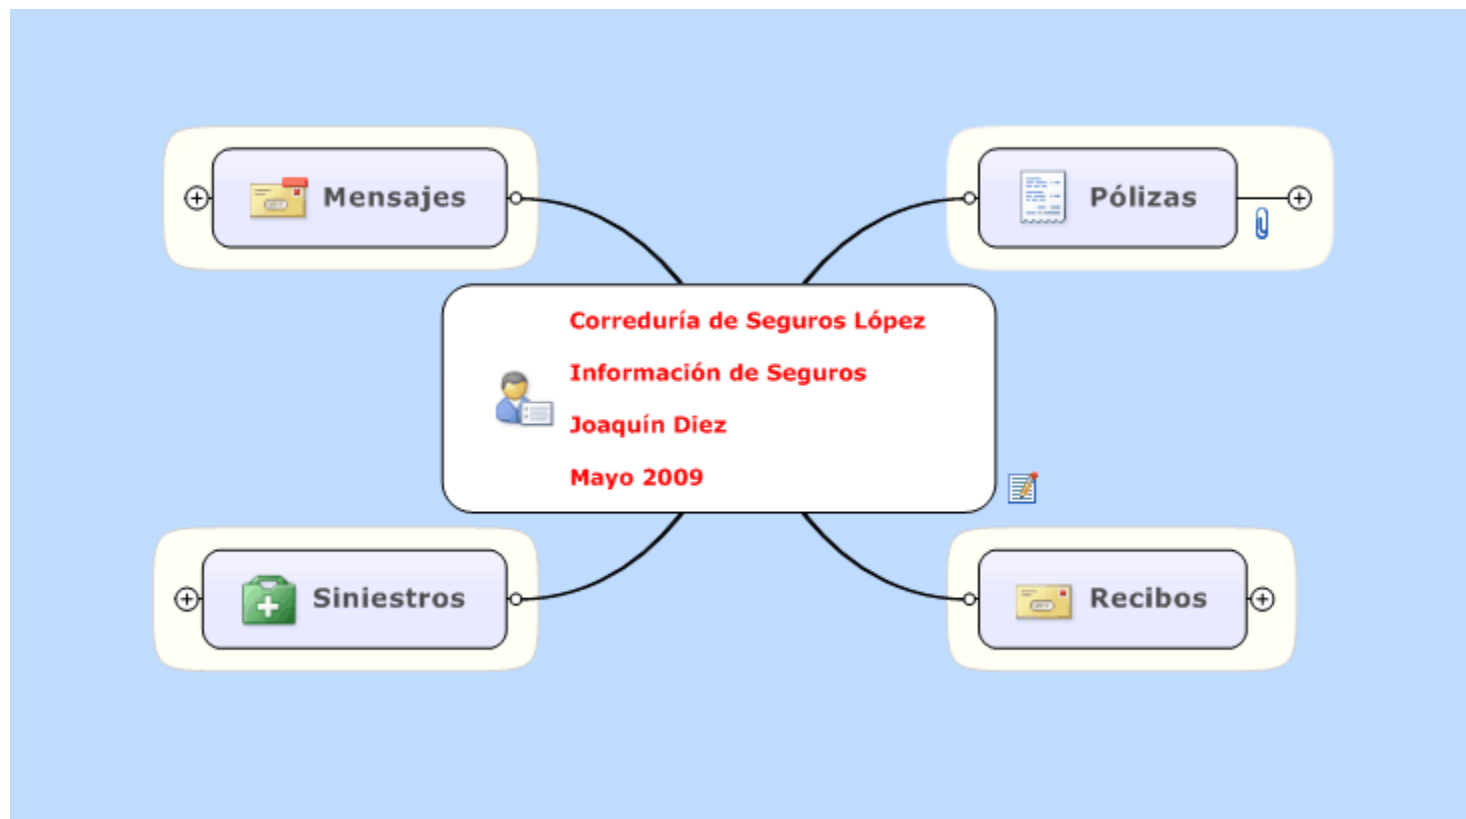 Mensajes
Pólizas
Correduría de Seguros López
Información de Seguros
Joaquín Diez
Mayo 2009
Siniestros
Recibos